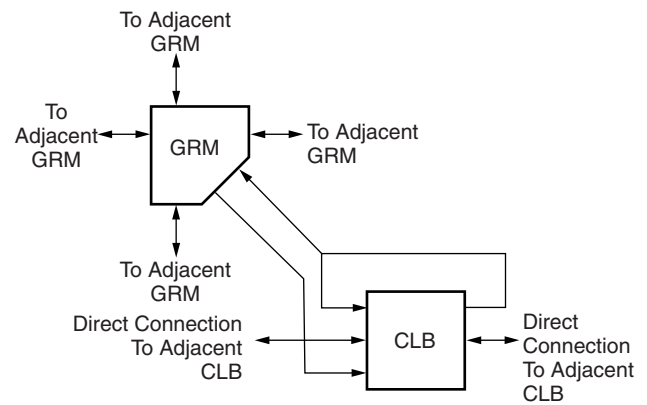 To Adjacent
GRM
To
Adjacent
GRM
GRM
To Adjacent
GRM
To Adjacent
GRM
Direct Connection
To Adjacent
CLB
CLB
Direct
Connection
To Adjacent
CLB